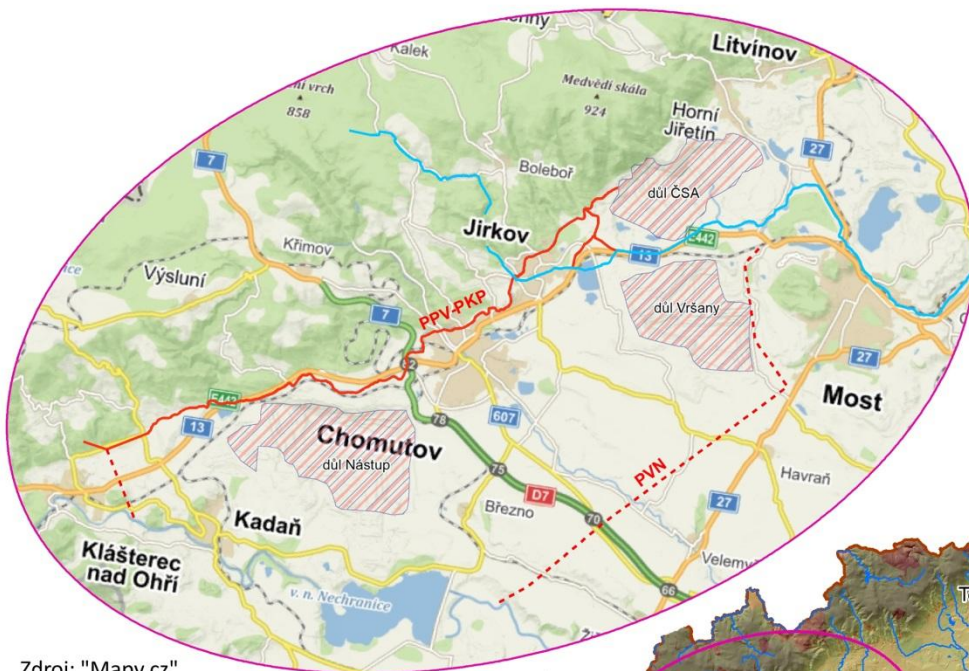 Litvínov
Kalek
Medvědí skála
924
858
Horní
Jiřetín
27
7
Boleboř
důl ČSA
Jirkov
Křimov
E442
13
Výsluní
důl Vršany
PPV-PKP
7
82
27
E442
Most
13
78
607
Chomutov
důl Nástup
75
PVN
Havraň
D7
27
Kadaň
Březno
70
Klášterec
nad Ohří
66
v. n. Nechranice
Zdroj: "Mapy.cz"